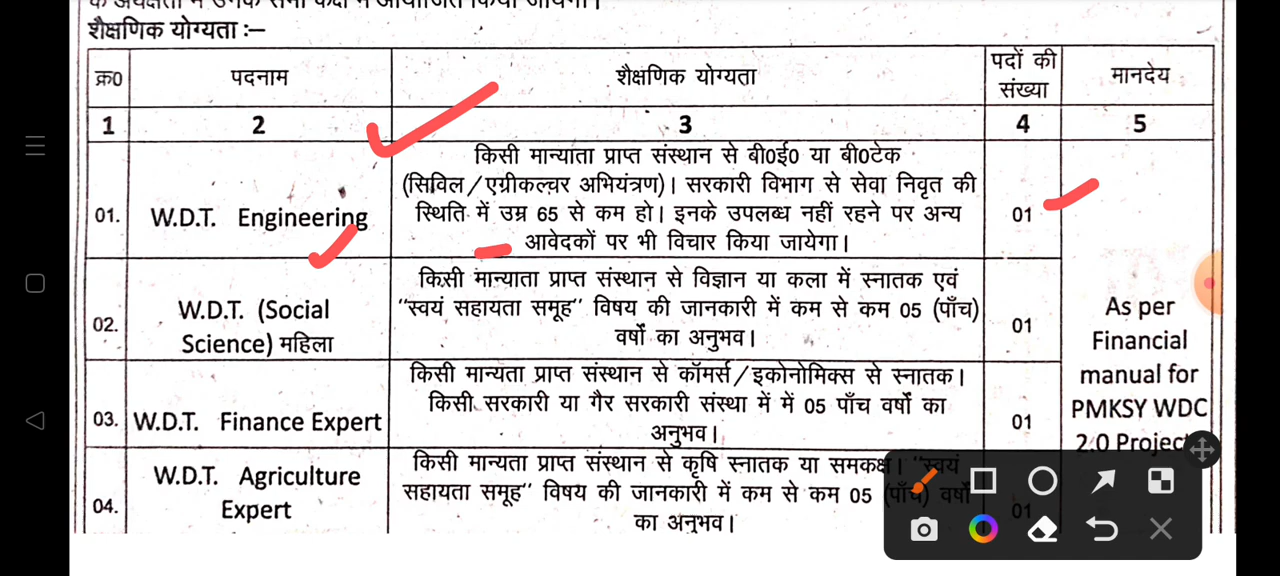 शैक्षणिक योग्यता :–
क्र0 पदनाम शैक्षणिक योग्यता पदों की संख्या मानदेय
1 2 3 4 5
01. W.D.T. Engineering
किसी मान्याता प्राप्त संस्थान से बी0ई0 या बी0टेक
(सिविल/एग्रीकल्चर अभियंत्रण)। सरकारी विभाग से सेवा निवृत की
स्थिति में उम्र 65 से कम हो। इनके उपलब्ध नहीं रहने पर अन्य
आवेदकों पर भी विचार किया जायेगा।
01
02. W.D.T. (Social
Science) महिला
किसी मान्याता प्राप्त संस्थान से विज्ञान या कला में स्नातक एवं
“स्वयं सहायता समूह” विषय की जानकारी में कम से कम 05 (पाँच)
वर्षों का अनुभव।
01
03. W.D.T. Finance Expert
किसी मान्यता प्राप्त संस्थान से कॉमर्स/इकोनोमिक्स से स्नातक।
किसी सरकारी या गैर सरकारी संस्था में में 05 पाँच वर्षों का
अनुभव।
01
04. W.D.T. Agriculture
Expert
किसी मान्यता प्राप्त संस्थान से कृषि स्नातक या समकक्ष। “स्वयं
सहायता समूह” विषय की जानकारी में कम से कम 05 (पाँच) वर्षों
का अनुभव।
01
As per
Financial
manual for
PMKSY WDC
2.0 Project